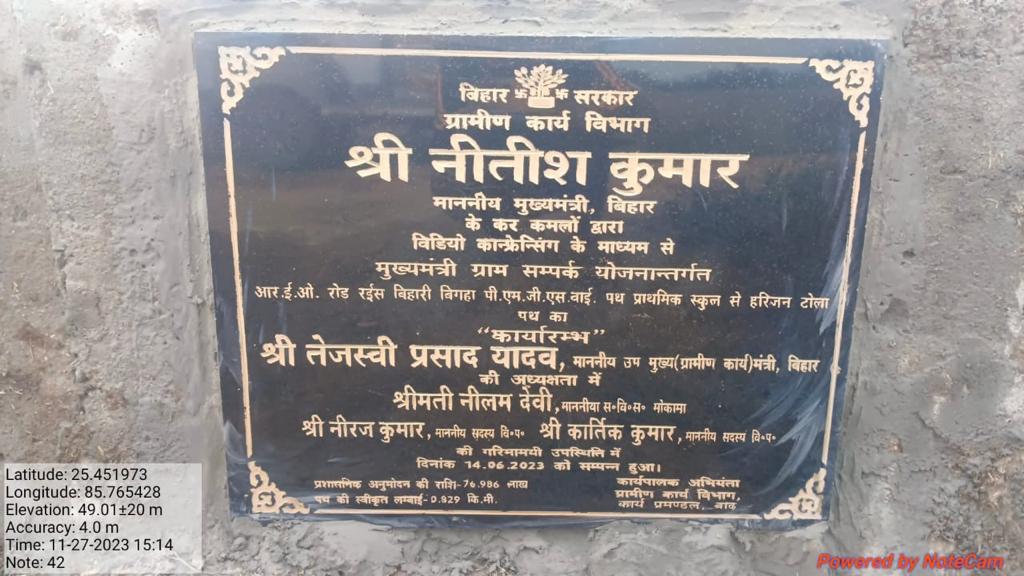 बिहार सरकार
ग्रामीण कार्य विभाग
श्री नीतीश कुमार
माननीय मुख्यमंत्री, बिहार
के कर कमलों द्वारा
विडियो कान्फ्रेन्सिंग के माध्यम से
मुख्यमंत्री ग्राम सम्पर्क योजनान्तर्गत
आर.ई.ओ. रोड रईस बिहारी बिगहा पी.एम.जी.एस.वाई. पथ प्राथमिक स्कुल से हरिजन टोला
पथ का
“कार्यारम्भ”
श्री तेजस्वी प्रसाद यादव, माननीय उप मुख्य(ग्रामीण कार्य)मंत्री, बिहार
की अध्यक्षता में
श्रीमती नीलम देवी, माननीया स॰वि॰स॰ मोकामा
श्री नीरज कुमार, माननीय सदस्य वि॰प॰ श्री कार्तिक कुमार, माननीय सदस्य वि॰प॰
की गरिमामयी उपस्थिति में
दिनांक 14.06.2023 को सम्पन्न हुआ।
प्रशासनिक अनुमोदन की राशि-76.986 लाख
पथ की स्वीकृत लम्बाई-0.829 कि.मी.
कार्यपालक अभियंता
ग्रामीण कार्य विभाग,
कार्य प्रमण्डल, बाढ़
Latitude: 25.451973
Longitude: 85.765428
Elevation: 49.01±20 m
Accuracy: 4.0 m
Time: 11-27-2023 15:14
Note: 42
Powered by NoteCam